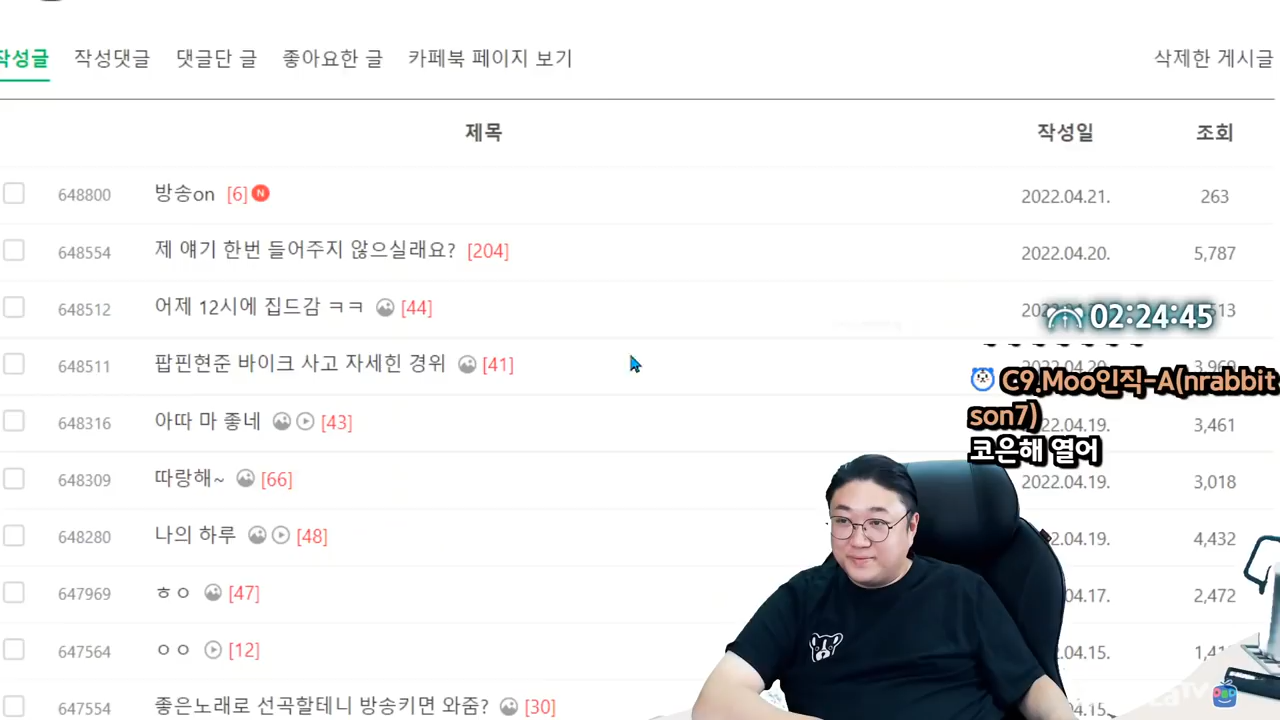 작성글 작성댓글 댓글단 글 좋아요한 글 카페북 페이지 보기 삭제한 게시글
제목 작성일 조회
648800 방송on [6] N 2022.04.21. 263
648554 제 얘기 한번 들어주지 않으실래요? [204] 2022.04.20. 5,787
648512 어제 12시에 집드감 ㅋㅋ [44]
02:24:45
648511 팝핀현준 바이크 사고 자세힌 경위 [41]
C9.Moo인직-A(nrabbit
son7)
648316 아따 마 좋네 [43] 3,461
코은해 열어
648309 따랑해~ [66] 2022.04.19. 3,018
648280 나의 하루 [48] 4,432
647969 ㅎㅇ [47] 2,472
647564 ㅇㅇ [12]
647554 좋은노래로 선곡할테니 방송키면 와줌? [30]